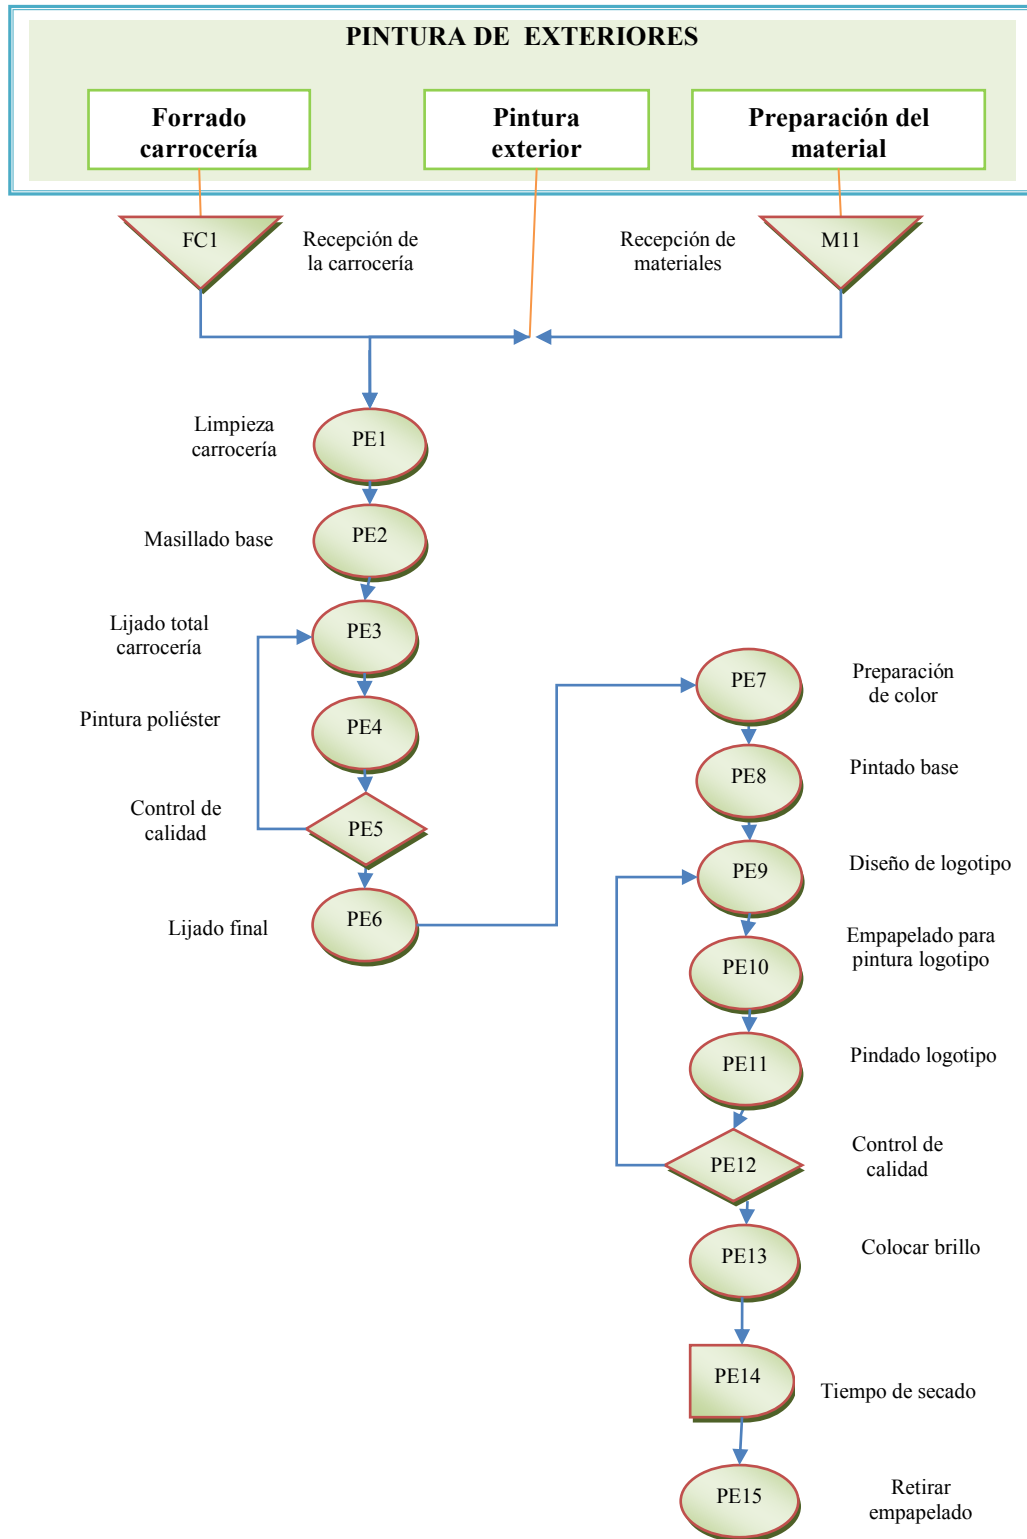 PINTURA DE EXTERIORES
Forrado
carrocería
Pintura
exterior
Preparación del
material
FC1
Recepción de
la carrocería
Recepción de
materiales
M11
Limpieza
carrocería
PE1
Masillado base
PE2
Lijado total
carrocería
PE3
Pintura poliéster
PE4
Control de
calidad
PE5
Lijado final
PE6
PE7
Preparación
de color
PE8
Pintado base
PE9
Diseño de logotipo
PE10
Empapelado para
pintura logotipo
PE11
Pindado logotipo
PE12
Control de
calidad
PE13
Colocar brillo
PE14
Tiempo de secado
PE15
Retirar
empapelado